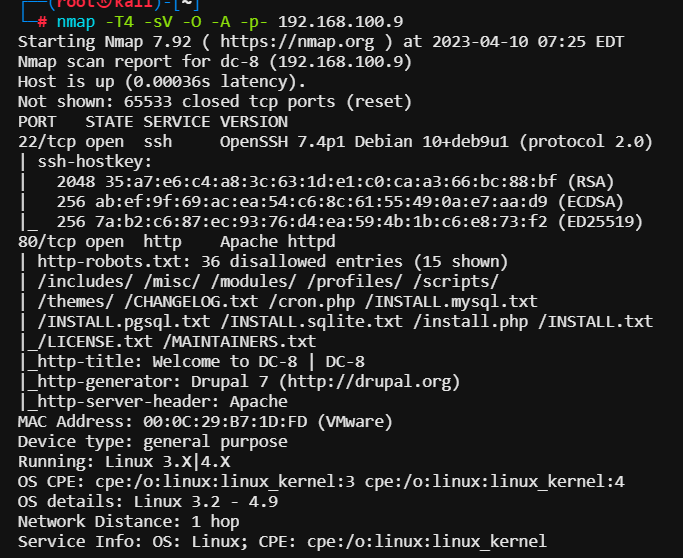 (root㉿kali)-[~]
# nmap -T4 -sV -O -A -p- 192.168.100.9
Starting Nmap 7.92 ( https://nmap.org ) at 2023-04-10 07:25 EDT
Nmap scan report for dc-8 (192.168.100.9)
Host is up (0.00036s latency).
Not shown: 65533 closed tcp ports (reset)
PORT   STATE SERVICE VERSION
22/tcp open  ssh     OpenSSH 7.4p1 Debian 10+deb9u1 (protocol 2.0)
| ssh-hostkey:
|   2048 35:a7:e6:c4:a8:3c:63:1d:e1:c0:ca:a3:66:bc:88:bf (RSA)
|   256 ab:ef:9f:69:ac:ea:54:c6:8c:61:55:49:0a:e7:aa:d9 (ECDSA)
|_  256 7a:b2:c6:87:ec:93:76:d4:ea:59:4b:1b:c6:e8:73:f2 (ED25519)
80/tcp open  http    Apache httpd
| http-robots.txt: 36 disallowed entries (15 shown)
| /includes/ /misc/ /modules/ /profiles/ /scripts/
| /themes/ /CHANGELOG.txt /cron.php /INSTALL.mysql.txt
| /INSTALL.pgsql.txt /INSTALL.sqlite.txt /install.php /INSTALL.txt
|_/LICENSE.txt /MAINTAINERS.txt
|_http-title: Welcome to DC-8 | DC-8
|_http-generator: Drupal 7 (http://drupal.org)
|_http-server-header: Apache
MAC Address: 00:0C:29:B7:1D:FD (VMware)
Device type: general purpose
Running: Linux 3.X|4.X
OS CPE: cpe:/o:linux:linux_kernel:3 cpe:/o:linux:linux_kernel:4
OS details: Linux 3.2 - 4.9
Network Distance: 1 hop
Service Info: OS: Linux; CPE: cpe:/o:linux:linux_kernel